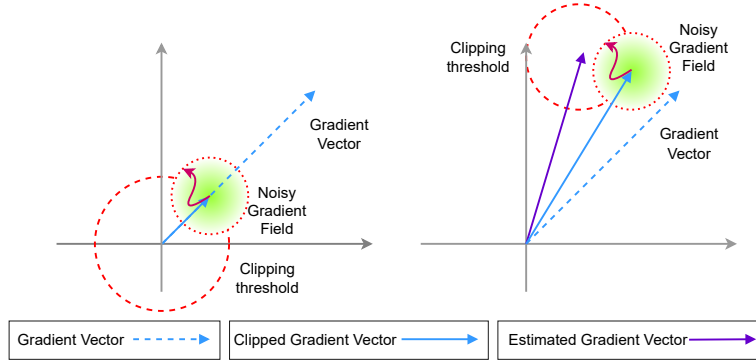 Gradient
Vector
Noisy
Gradient
Field
Clipping
threshold
Clipping
threshold
Noisy
Gradient
Field
Gradient
Vector
Gradient Vector
Clipped Gradient Vector
Estimated Gradient Vector